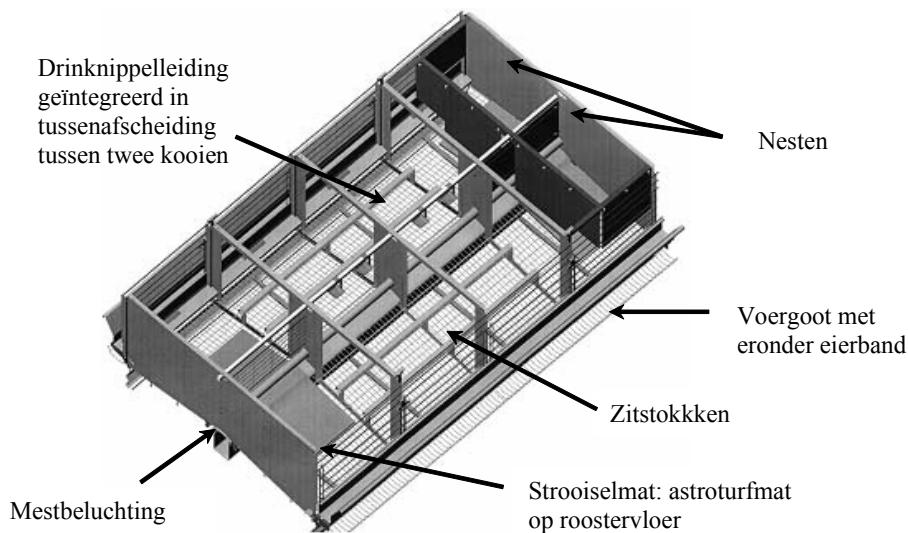 Drinknippelleiding
geïntegreerd in
tussenafscheiding
tussen twee kooien
Nesten
Voergoot met
eronder eierband
Zitstokkken
Strooiselmat: astroturfmat
op roostervloer
Mestbeluchting